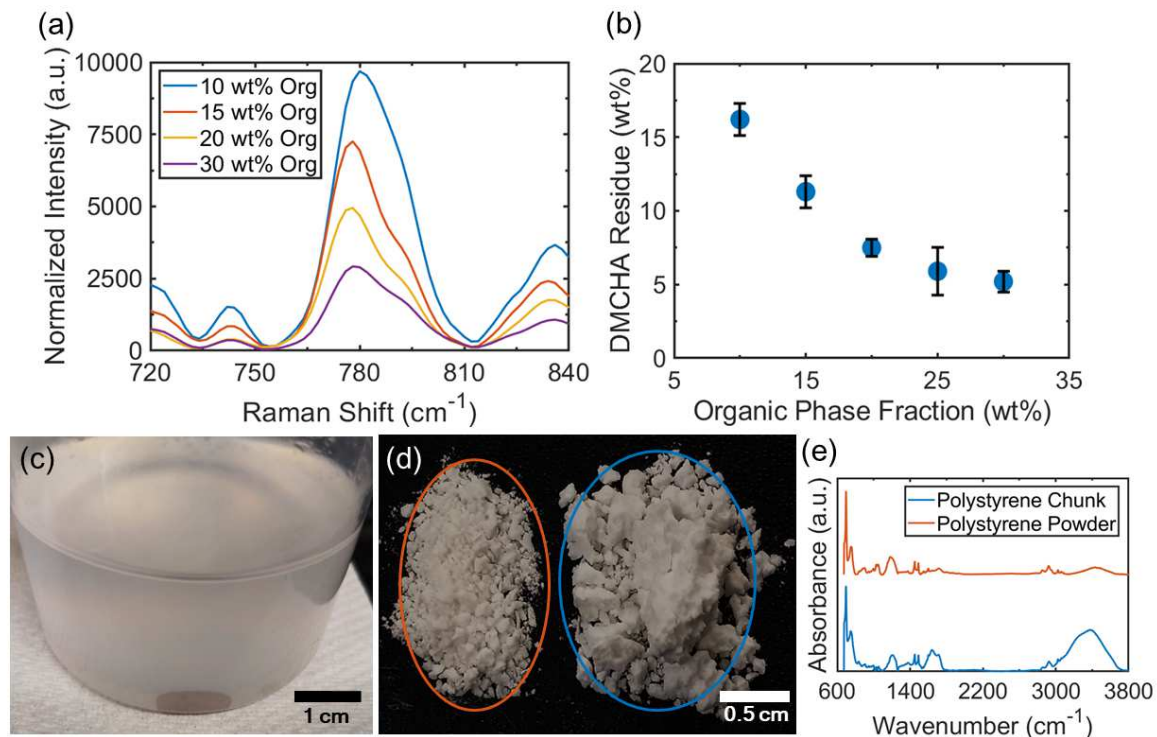 (a)
Normalized Intensity (a.u.)
10000
7500
5000
2500
0
10 wt% Org
15 wt% Org
20 wt% Org
30 wt% Org
720 750 780 810 840
Raman Shift (cm-1)
(b)
DMCHA Residue (wt%)
20
15
10
5
0
5 15 25 35
Organic Phase Fraction (wt%)
(c)
1 cm
(d)
0.5 cm
(e)
Absorbance (a.u.)
Polystyrene Chunk
Polystyrene Powder
600 1400 2200 3000 3800
Wavenumber (cm-1)